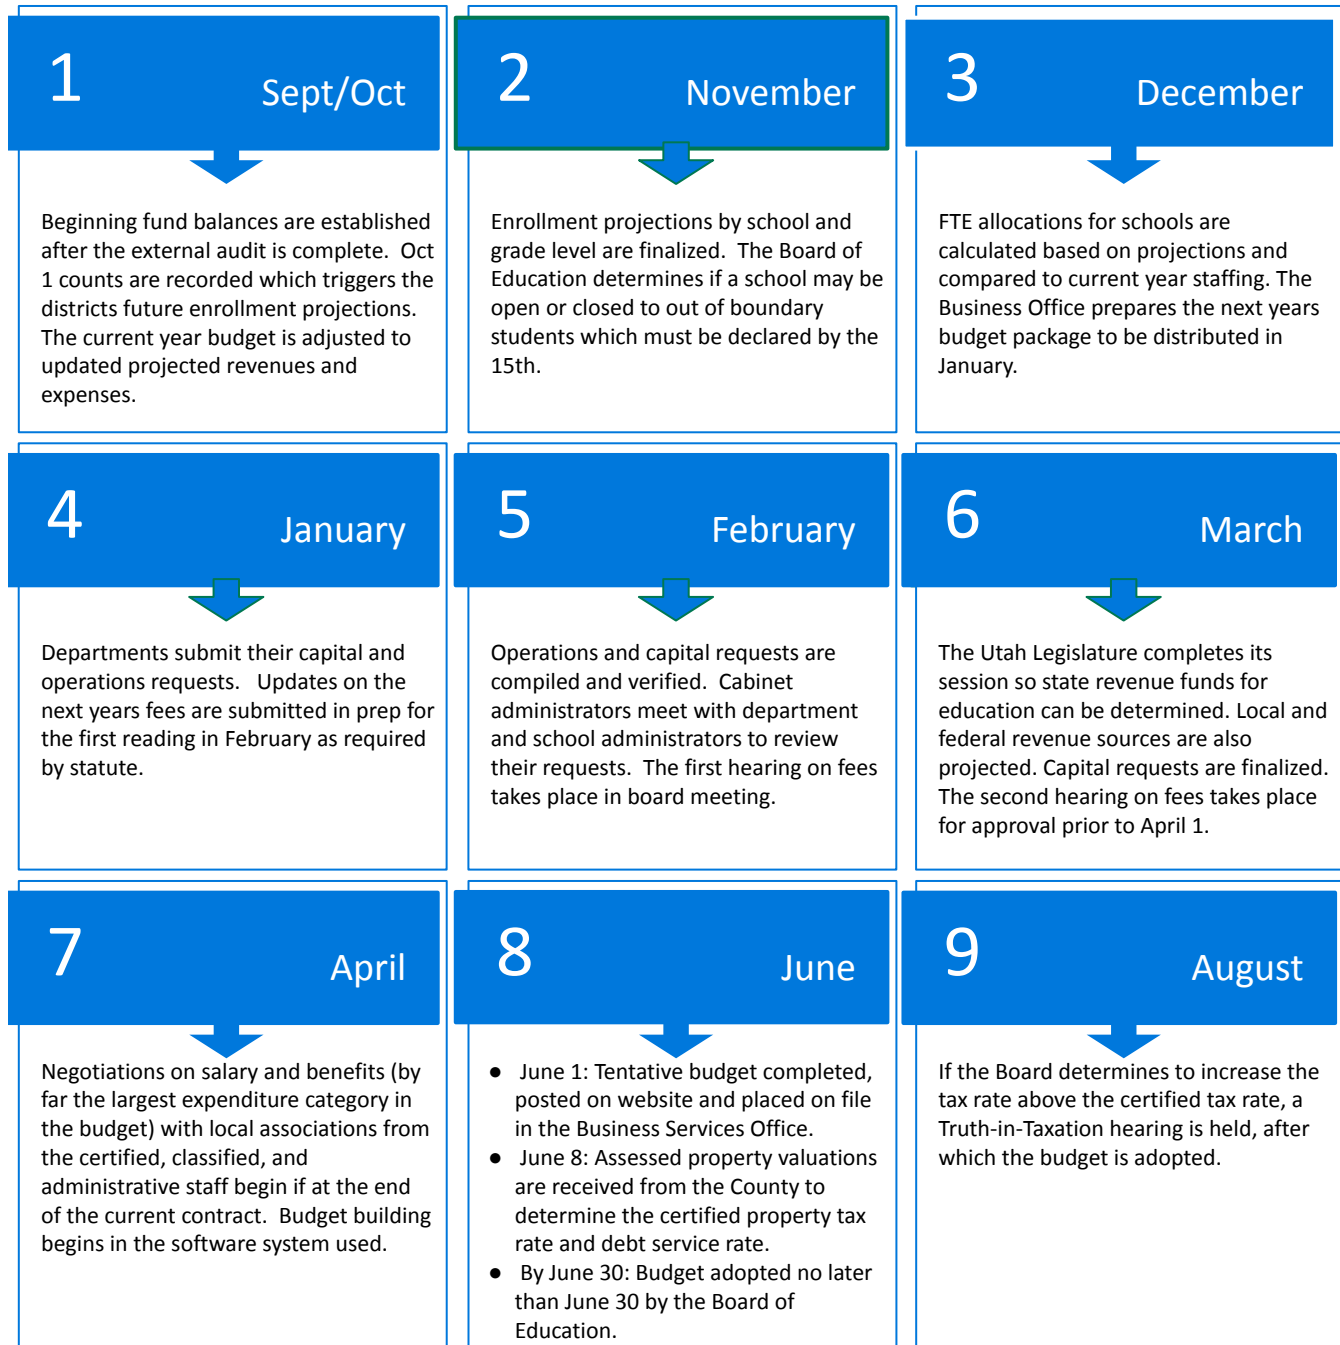 1
Sept/Oct
Beginning fund balances are established
after the external audit is complete.  Oct
1 counts are recorded which triggers the
districts future enrollment projections.
The current year budget is adjusted to
updated projected revenues and
expenses.
2
November
Enrollment projections by school and
grade level are finalized.  The Board of
Education determines if a school may be
open or closed to out of boundary
students which must be declared by the
15th.
3
December
FTE allocations for schools are
calculated based on projections and
compared to current year staffing. The
Business Office prepares the next years
budget package to be distributed in
January.
4
January
Departments submit their capital and
operations requests.   Updates on the
next years fees are submitted in prep for
the first reading in February as required
by statute.
5
February
Operations and capital requests are
compiled and verified.  Cabinet
administrators meet with department
and school administrators to review
their requests.  The first hearing on fees
takes place in board meeting.
6
March
The Utah Legislature completes its
session so state revenue funds for
education can be determined. Local and
federal revenue sources are also
projected. Capital requests are finalized.
The second hearing on fees takes place
for approval prior to April 1.
7
April
Negotiations on salary and benefits (by
far the largest expenditure category in
the budget) with local associations from
the certified, classified, and
administrative staff begin if at the end
of the current contract.  Budget building
begins in the software system used.
8
June
● June 1: Tentative budget completed,
posted on website and placed on file
in the Business Services Office.
● June 8: Assessed property valuations
are received from the County to
determine the certified property tax
rate and debt service rate.
● By June 30: Budget adopted no later
than June 30 by the Board of
Education.
9
August
If the Board determines to increase the
tax rate above the certified tax rate, a
Truth-in-Taxation hearing is held, after
which the budget is adopted.